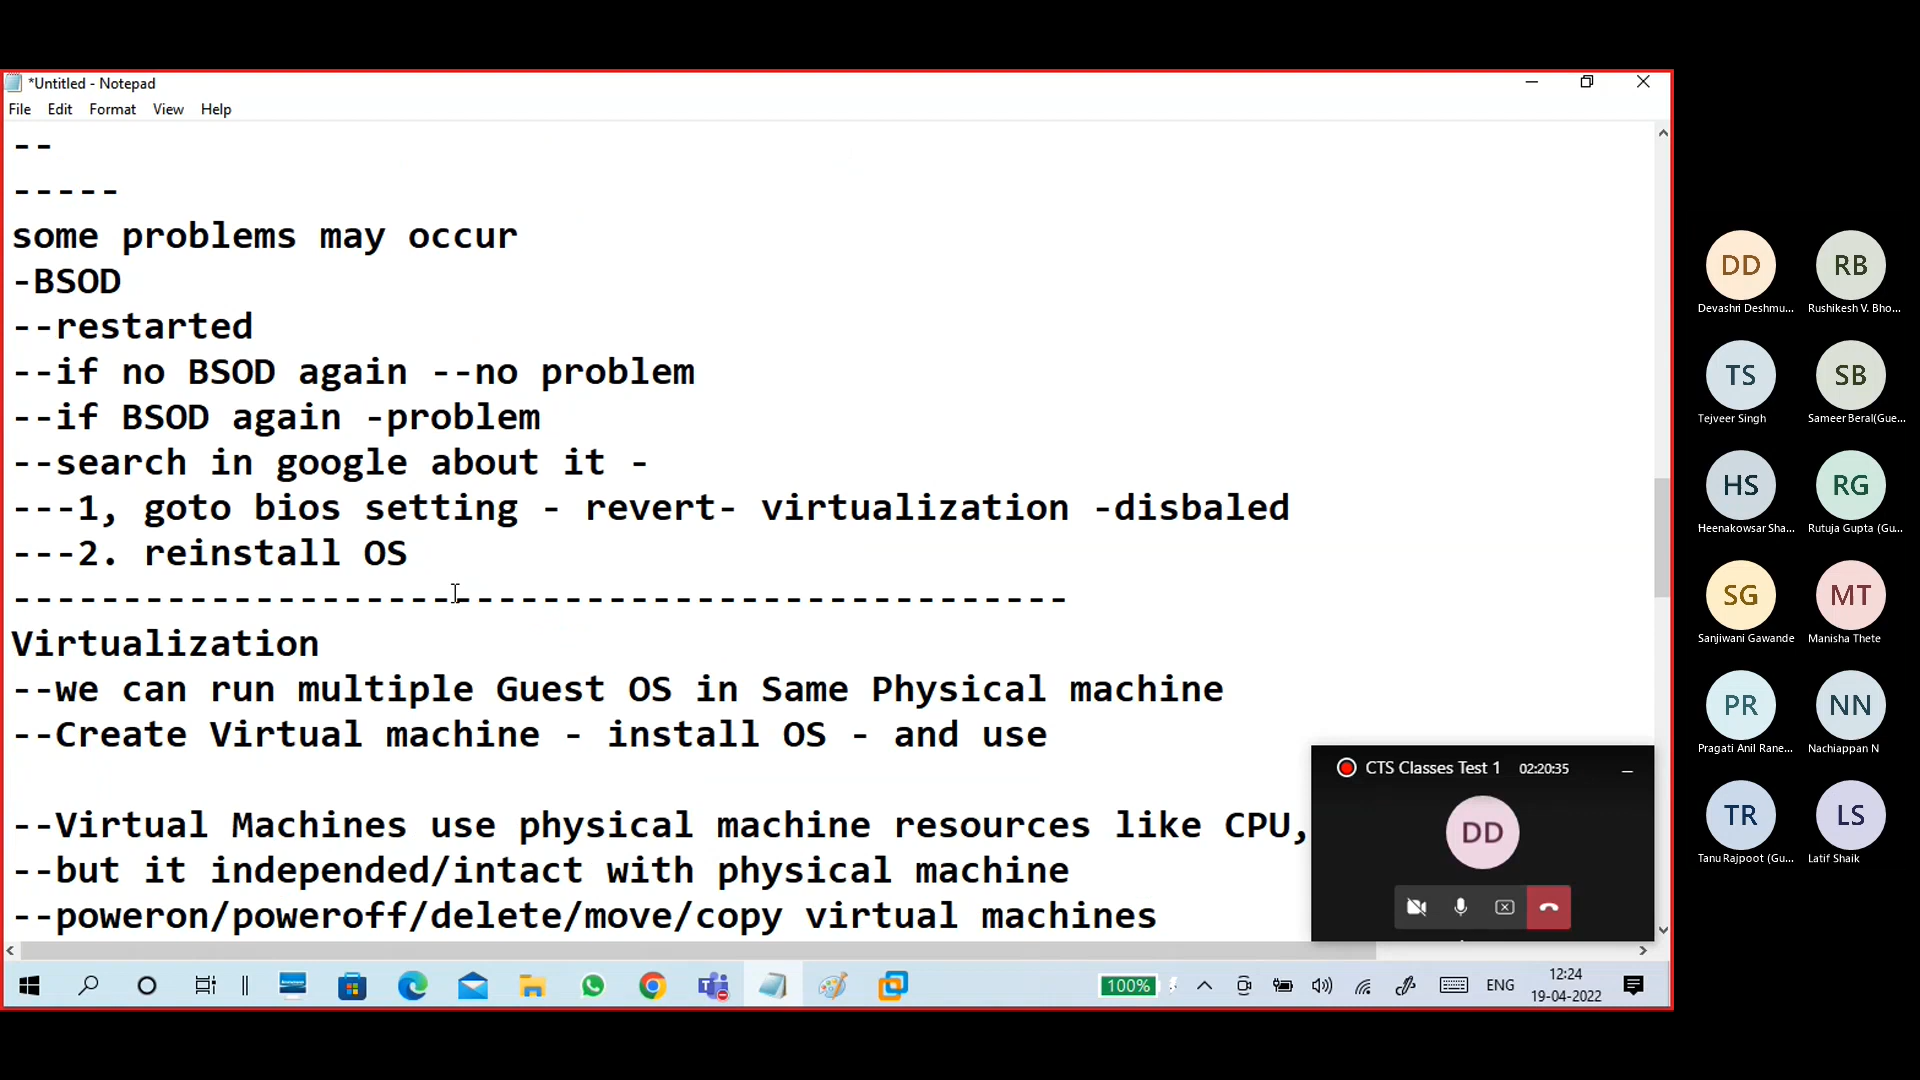 *Untitled - Notepad
File Edit Format View Help
--
-----
some problems may occur
-BSOD
--restarted
--if no BSOD again --no problem
--if BSOD again -problem
--search in google about it -
---1, goto bios setting - revert- virtualization -disbaled
---2. reinstall OS
------------------------------------------------
Virtualization
--we can run multiple Guest OS in Same Physical machine
--Create Virtual machine - install OS - and use
--Virtual Machines use physical machine resources like CPU,
--but it independed/intact with physical machine
--poweron/poweroff/delete/move/copy virtual machines
CTS Classes Test 1 02:20:35
DD
100%
ENG
12:24
19-04-2022
DD RB
Devashri Deshmu... Rushikesh V. Bho...
TS SB
Tejveer Singh Sameer Beral(Gue...
HS RG
Heenakowsar Sha... Rutuja Gupta (Gu...
SG MT
Sanjiwani Gawande Manisha Thete
PR NN
Pragati Anil Rane... Nachiappan N
TR LS
Tanu Rajpoot (Gu... Latif Shaik